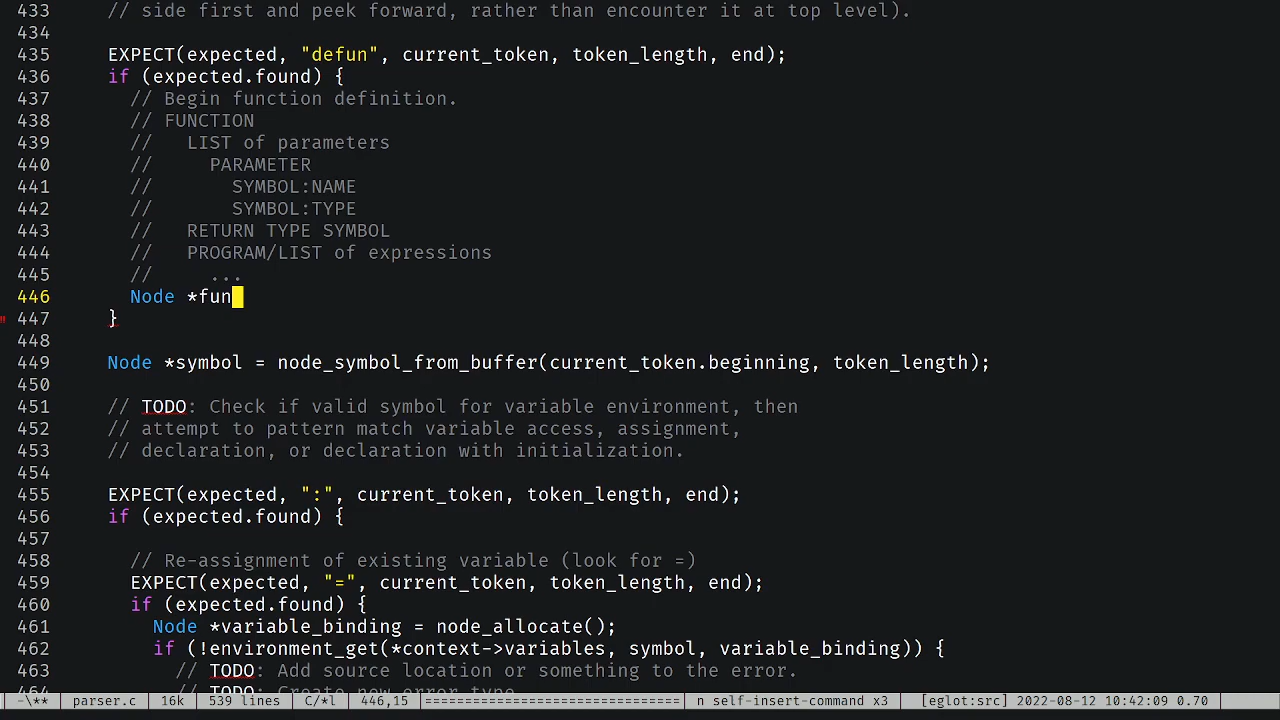 433 // side first and peek forward, rather than encounter it at top level).
434
435 EXPECT(expected, "defun", current_token, token_length, end);
436 if (expected.found) {
437 // Begin function definition.
438 // FUNCTION
439 //   LIST of parameters
440 //     PARAMETER
441 //       SYMBOL:NAME
442 //       SYMBOL:TYPE
443 //   RETURN TYPE SYMBOL
444 //   PROGRAM/LIST of expressions
445 //     ...
446 Node *fun
!! 447 }
448
449 Node *symbol = node_symbol_from_buffer(current_token.beginning, token_length);
450
451 // TODO: Check if valid symbol for variable environment, then
452 // attempt to pattern match variable access, assignment,
453 // declaration, or declaration with initialization.
454
455 EXPECT(expected, ":", current_token, token_length, end);
456 if (expected.found) {
457
458 // Re-assignment of existing variable (look for =)
459 EXPECT(expected, "=", current_token, token_length, end);
460 if (expected.found) {
461 Node *variable_binding = node_allocate();
462 if (!environment_get(*context->variables, symbol, variable_binding)) {
463 // TODO: Add source location or something to the error.
464 // TODO: Create new error type.
-\** parser.c 16k 539 lines C/*l 446,15 ============================== n self-insert-command x3 [eglot:src] 2022-08-12 10:42:09 0.70